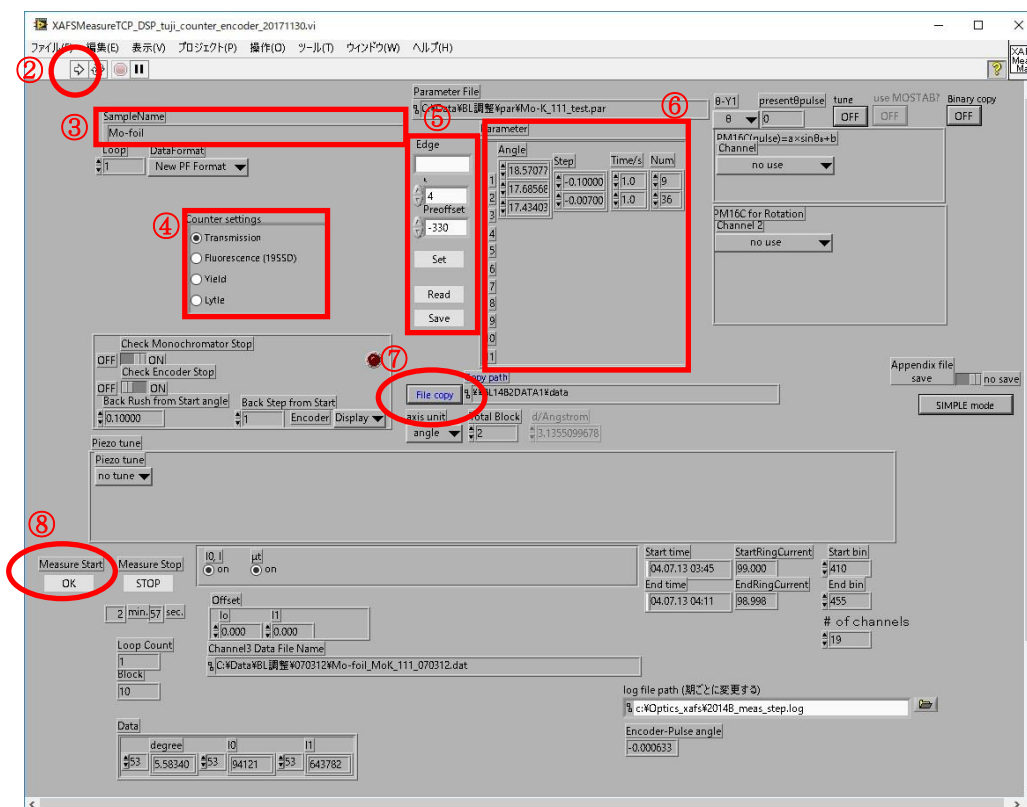 XAFSMeasureTCP_DSP_tuji_counter_encoder_20171130.vi
編集(E) 表示(V) プロジェクト(P) 操作(O) ツール(T) ウィンドウ(W) ヘルプ(H)
②
Parameter File
C:¥Data¥BL調整¥par¥Mo-K_111_test.par
③
SampleName
Mo-foil
Loop DataFormat
1 New PF Format
④
Counter settings
Transmission
Fluorescence (19SSD)
Yield
Lytle
⑤
Edge
4
Preoffset
-330
Set
Read
Save
⑥
Parameter
Angle Step Time/s Num
1 18.57077 -0.10000 1.0 9
2 17.68568 -0.00700 1.0 36
3 17.43403
4
5
6
7
8
9
θ-Y1 presentθpulse tune use MOSTAB? Binary copy
θ 0 OFF OFF OFF
PM16C(pulse)=a×sinθs+b
Channel
no use
PM16C for Rotation
Channel 2
no use
Check Monochromator Stop
OFF ON
Check Encoder Stop
OFF ON
Back Rush from Start angle Back Step from Start
0.10000 1 Encoder Display
⑦
File copy
¥¥BL14B2DATA1¥data
axis unit Total Block d/Angstrom
angle 2 3.1355099678
Appendix file
save no save
SIMPLE mode
Piezo tune
Piezo tune
no tune
⑧
Measure Start Measure Stop
OK STOP
2 min. 57 sec.
I0, I μt
on on
Offset
Io I1
0.000 0.000
Start time StartRingCurrent Start bin
04.07.13 03:45 99.000 410
End time EndRingCurrent End bin
04.07.13 04:11 98.998 455
# of channels
19
Loop Count
1
Block
10
Channel3 Data File Name
C:¥Data¥BL調整¥070312¥Mo-foil_MoK_111_070312.dat
log file path (期ごとに変更する)
c:¥Optics_xafs¥2014B_meas_step.log
Encoder-Pulse angle
-0.000633
Data
degree I0 I1
53 5.58340 53 94121 53 643782